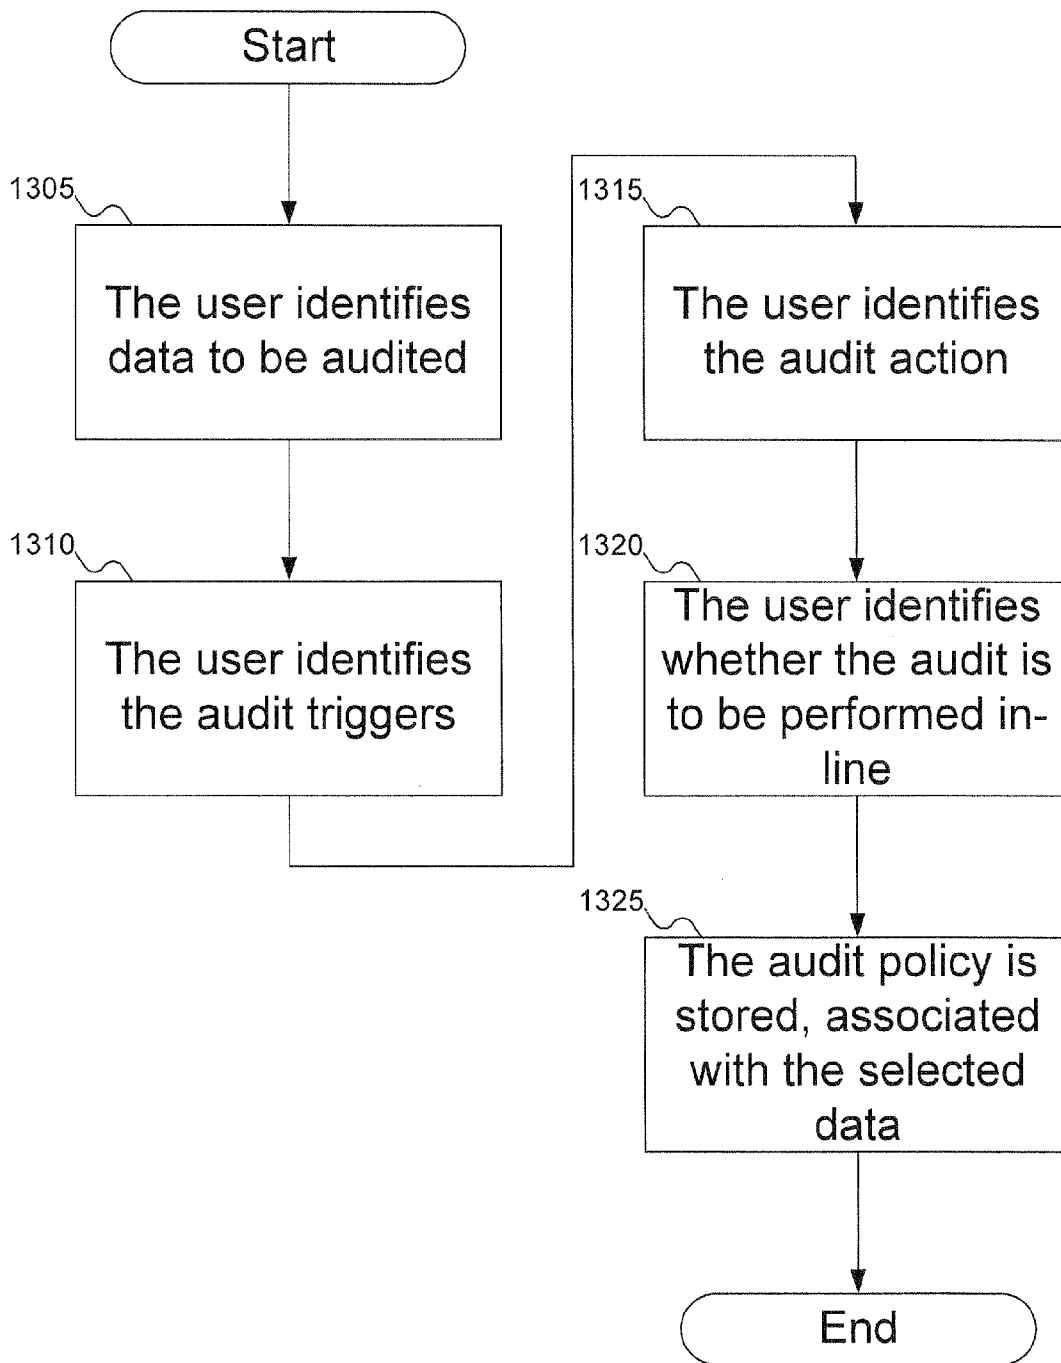 Start
1305
The user identifies
data to be audited
1310
The user identifies
the audit triggers
1315
The user identifies
the audit action
1320
The user identifies
whether the audit is
to be performed in-
line
1325
The audit policy is
stored, associated
with the selected
data
End